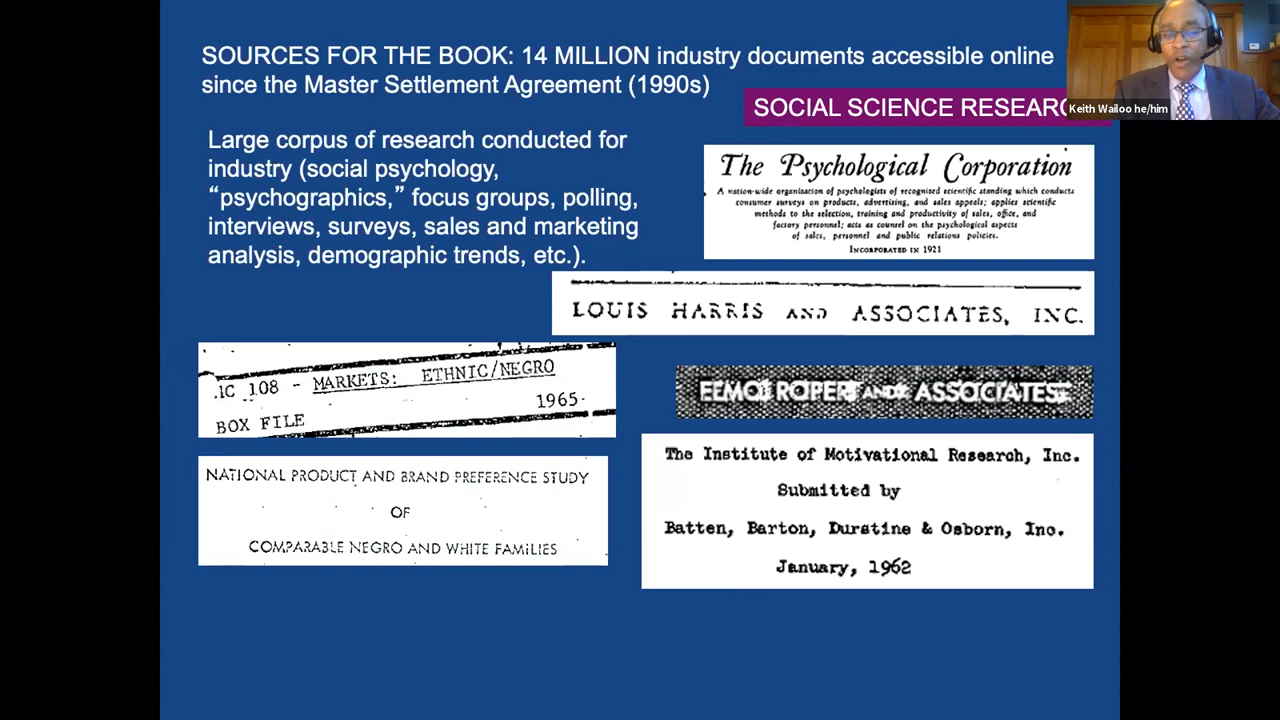 SOURCES FOR THE BOOK: 14 MILLION industry documents accessible online
since the Master Settlement Agreement (1990s)
SOCIAL SCIENCE RESEARC
Keith Wailoo he/him
Large corpus of research conducted for
industry (social psychology,
“psychographics,” focus groups, polling,
interviews, surveys, sales and marketing
analysis, demographic trends, etc.).
The Psychological Corporation
A nation-wide organization of psychologists of recognized scientific standing which conducts
consumer surveys on products, advertising, and sales appeals; applies scientific
methods to the selection, training and productivity of sales, office, and
factory personnel; acts as counsel on the psychological aspects
of sales, personnel and public relations policies.
INCORPORATED IN 1921
LOUIS HARRIS AND ASSOCIATES, INC.
IC 108 - MARKETS: ETHNIC/NEGRO
BOX FILE 1965
ELMO ROPER AND ASSOCIATES
NATIONAL PRODUCT AND BRAND PREFERENCE STUDY
OF
COMPARABLE NEGRO AND WHITE FAMILIES
The Institute of Motivational Research, Inc.
Submitted by
Batten, Barton, Durstine & Osborn, Inc.
January, 1962